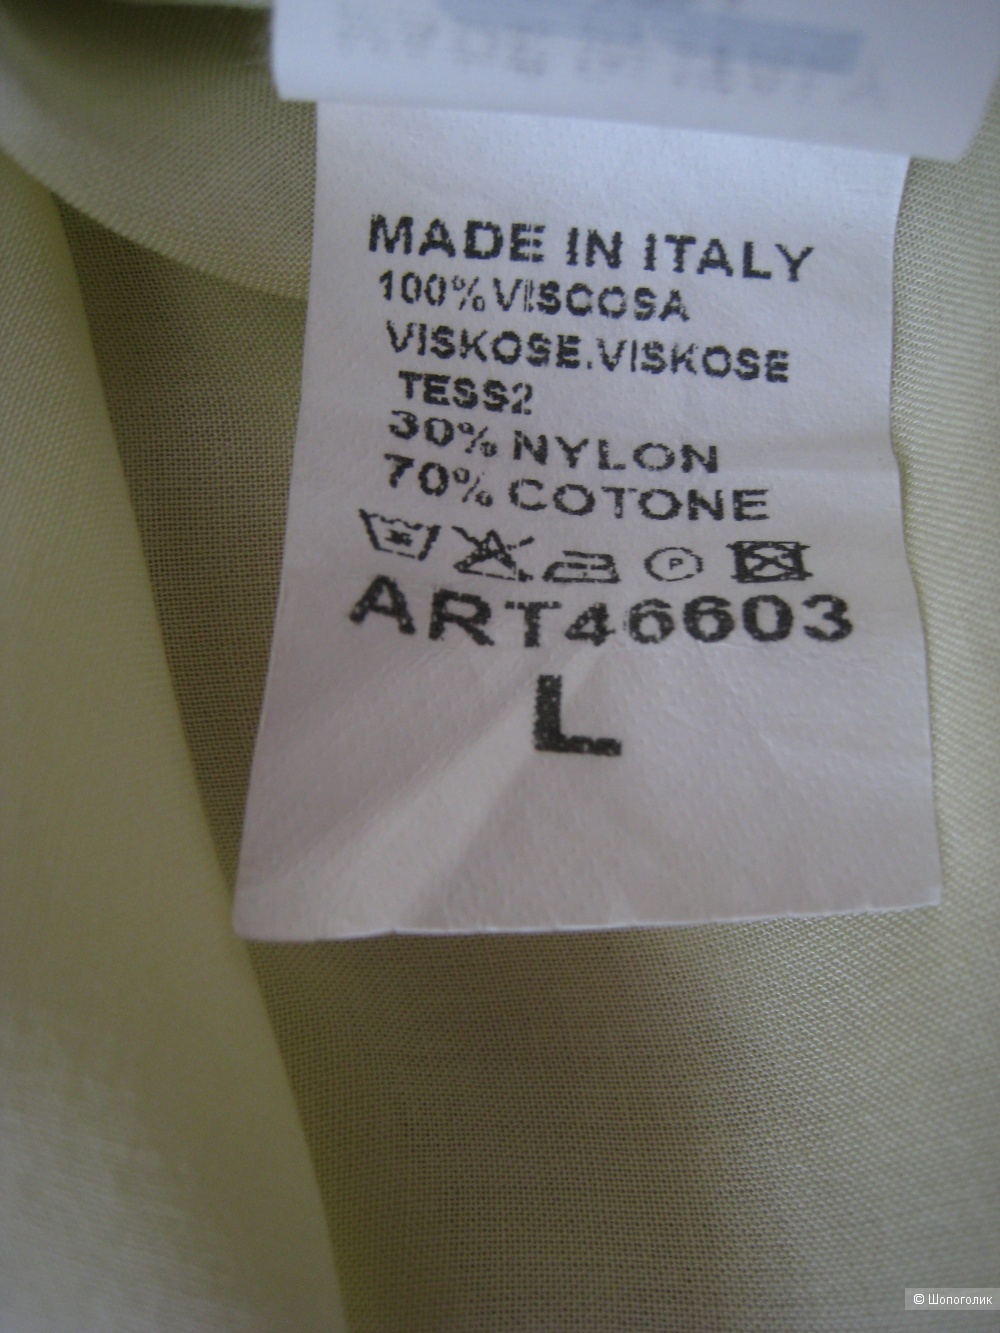 MADE IN ITALY
100% VISCOSA
VISKOSE.VISKOSE
TESS2
30% NYLON
70% COTONE
P
ART46603
L
© Шопоголик